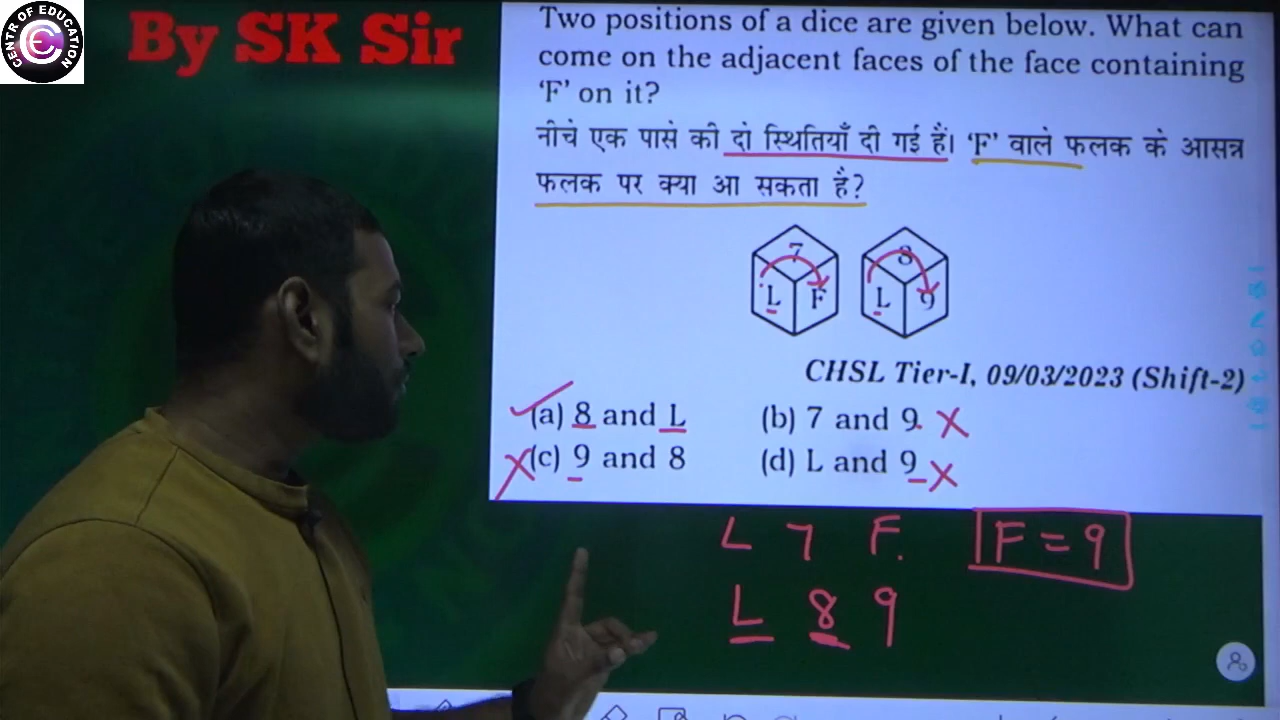 CENTR OF EDUCATION
By SK Sir
Two positions of a dice are given below. What can
come on the adjacent faces of the face containing
‘F’ on it?
नीचे एक पासे की दो स्थितियाँ दी गई हैं। ‘F’ वाले फलक के आसन्न
फलक पर क्या आ सकता है?
7 8
L F L 9
CHSL Tier-I, 09/03/2023 (Shift-2)
(a) 8 and L (b) 7 and 9
(c) 9 and 8 (d) L and 9
L 7 F F = 9
L 8 9